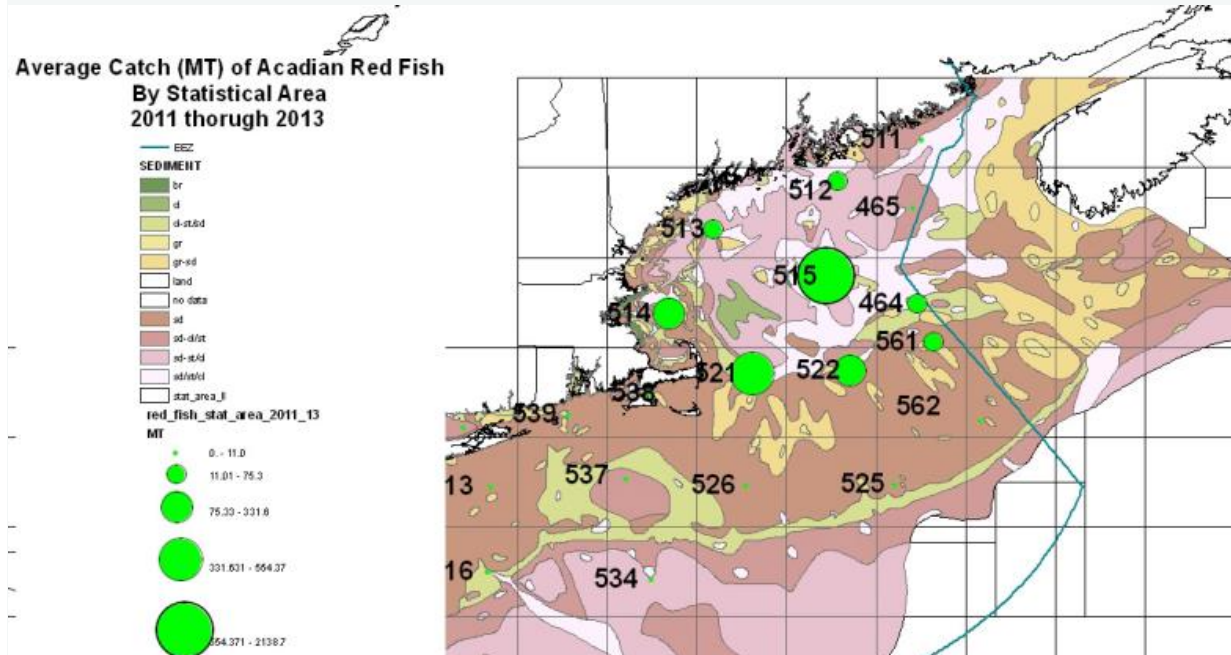 Average Catch (MT) of Acadian Red Fish
By Statistical Area
2011 thorugh 2013
EEZ
SEDIMENT
br
cl
cl-st/sd
gr
gr-sd
land
no data
sd
sd-cl/st
sd-st/cl
sd/st/cl
stat_area_ll
red_fish_stat_area_2011_13
MT
0. - 11.0
11.01 - 75.3
75.33 - 331.6
331.631 - 554.37
554.371 - 2138.7
511
512
465
513
515
514
464
561
521
522
538
562
539
537
13
526
525
16
534